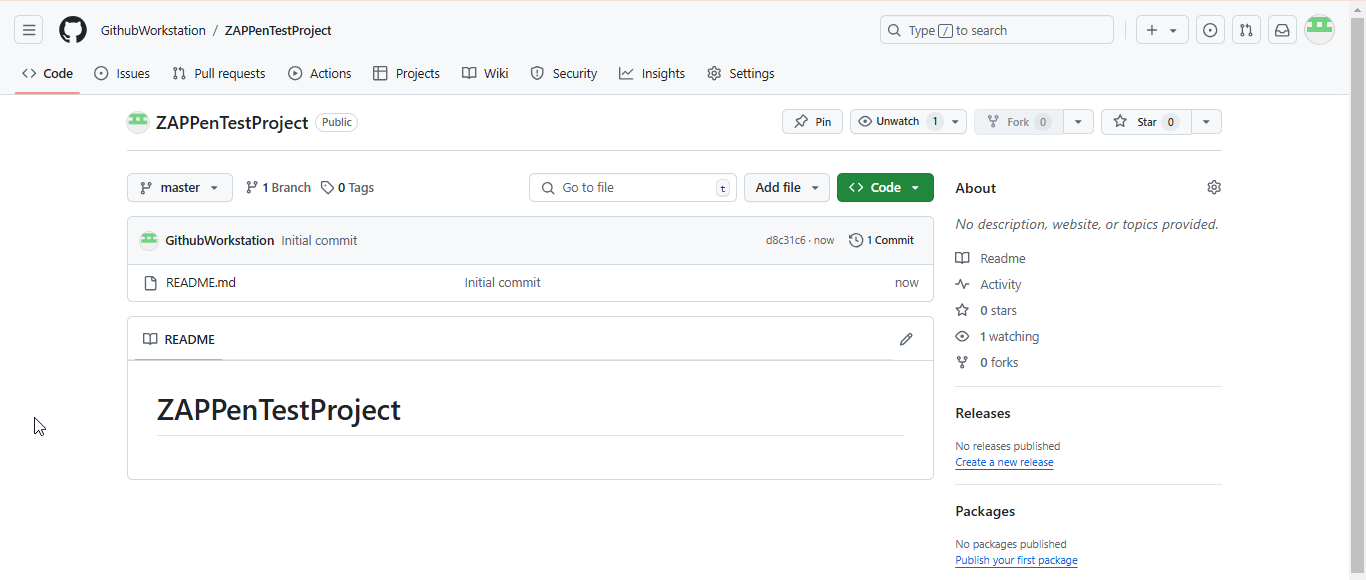 GithubWorkstation / ZAPPenTestProject
Type / to search
Code Issues Pull requests Actions Projects Wiki Security Insights Settings
ZAPPenTestProject Public
Pin Unwatch 1 Fork 0 Star 0
master 1 Branch 0 Tags
Go to file t Add file Code
GithubWorkstation Initial commit d8c31c6 · now 1 Commit
README.md Initial commit now
README
ZAPPenTestProject
About
No description, website, or topics provided.
Readme
Activity
0 stars
1 watching
0 forks
Releases
No releases published
Create a new release
Packages
No packages published
Publish your first package